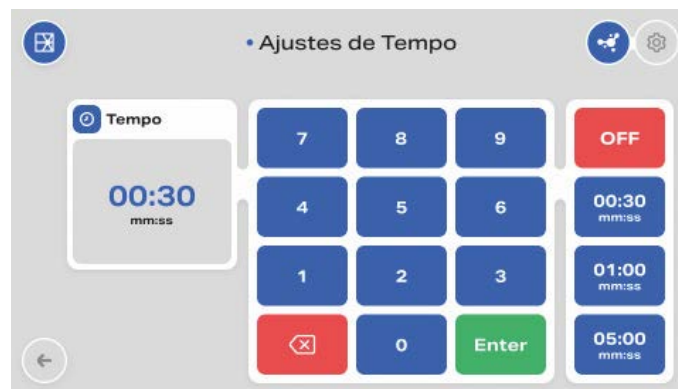 • Ajustes de Tempo
Tempo
00:30
mm:ss
7 8 9
4 5 6
1 2 3
0 Enter
OFF
00:30
mm:ss
01:00
mm:ss
05:00
mm:ss